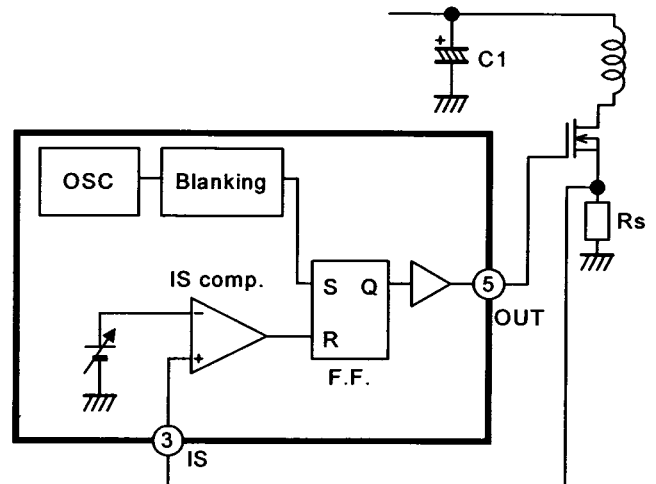 +
C1
OSC
Blanking
Rs
IS comp.
S
Q
5
OUT
−
+
R
F.F.
3
IS